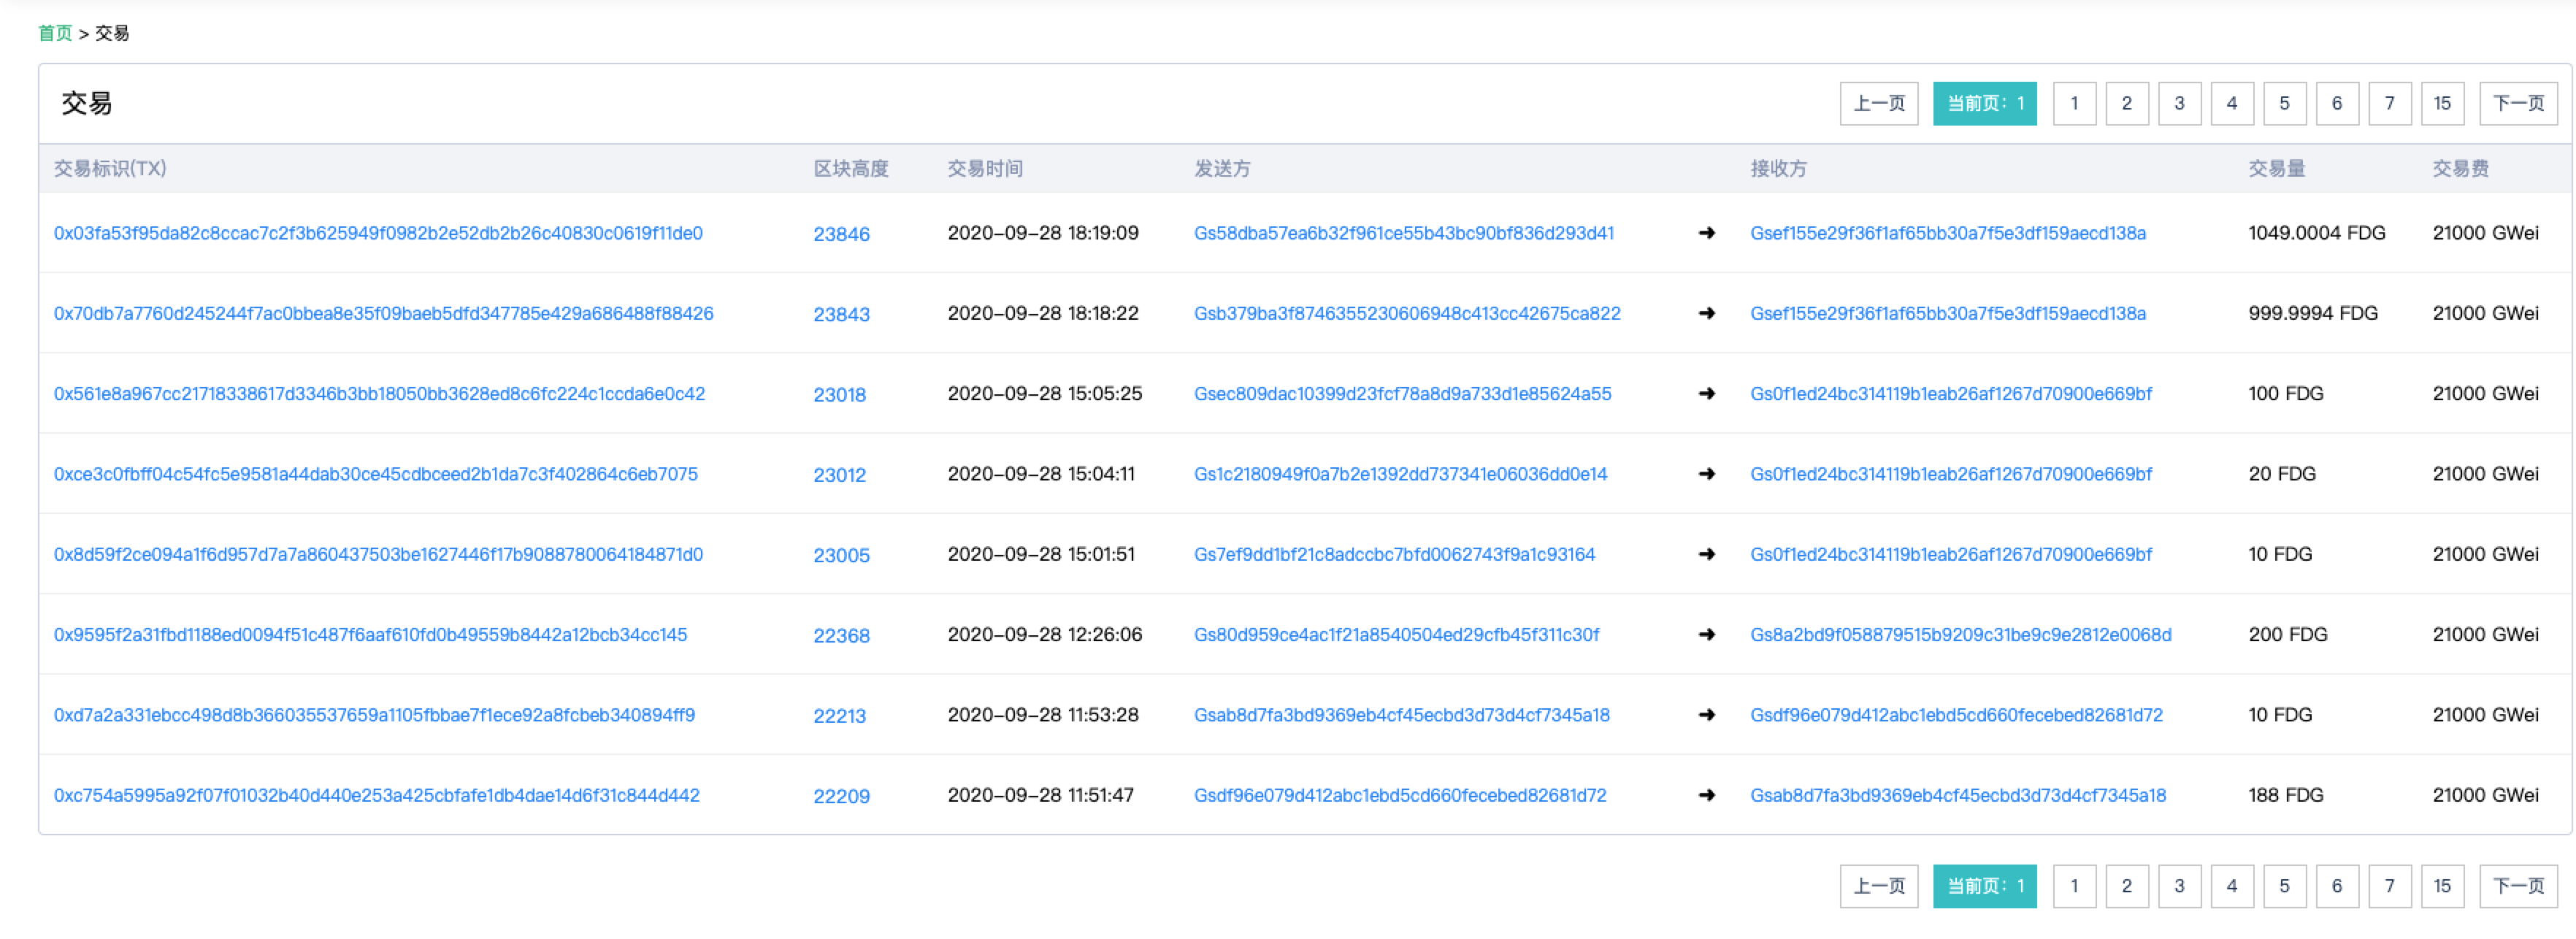 首页 > 交易
交易 上一页 当前页：1 1 2 3 4 5 6 7 15 下一页
交易标识(TX) 区块高度 交易时间 发送方 接收方 交易量 交易费
0x03fa53f95da82c8ccac7c2f3b625949f0982b2e52db2b26c40830c0619f11de0 23846 2020-09-28 18:19:09 Gs58dba57ea6b32f961ce55b43bc90bf836d293d41 → Gsef155e29f36f1af65bb30a7f5e3df159aecd138a 1049.0004 FDG 21000 GWei
0x70db7a7760d245244f7ac0bbea8e35f09baeb5dfd347785e429a686488f88426 23843 2020-09-28 18:18:22 Gsb379ba3f8746355230606948c413cc42675ca822 → Gsef155e29f36f1af65bb30a7f5e3df159aecd138a 999.9994 FDG 21000 GWei
0x561e8a967cc21718338617d3346b3bb18050bb3628ed8c6fc224c1ccda6e0c42 23018 2020-09-28 15:05:25 Gsec809dac10399d23fcf78a8d9a733d1e85624a55 → Gs0f1ed24bc314119b1eab26af1267d70900e669bf 100 FDG 21000 GWei
0xce3c0fbff04c54fc5e9581a44dab30ce45cdbceed2b1da7c3f402864c6eb7075 23012 2020-09-28 15:04:11 Gs1c2180949f0a7b2e1392dd737341e06036dd0e14 → Gs0f1ed24bc314119b1eab26af1267d70900e669bf 20 FDG 21000 GWei
0x8d59f2ce094a1f6d957d7a7a860437503be1627446f17b9088780064184871d0 23005 2020-09-28 15:01:51 Gs7ef9dd1bf21c8adccbc7bfd0062743f9a1c93164 → Gs0f1ed24bc314119b1eab26af1267d70900e669bf 10 FDG 21000 GWei
0x9595f2a31fbd1188ed0094f51c487f6aaf610fd0b49559b8442a12bcb34cc145 22368 2020-09-28 12:26:06 Gs80d959ce4ac1f21a8540504ed29cfb45f311c30f → Gs8a2bd9f058879515b9209c31be9c9e2812e0068d 200 FDG 21000 GWei
0xd7a2a331ebcc498d8b366035537659a1105fbbae7f1ece92a8fcbeb340894ff9 22213 2020-09-28 11:53:28 Gsab8d7fa3bd9369eb4cf45ecbd3d73d4cf7345a18 → Gsdf96e079d412abc1ebd5cd660fecebed82681d72 10 FDG 21000 GWei
0xc754a5995a92f07f01032b40d440e253a425cbfafe1db4dae14d6f31c844d442 22209 2020-09-28 11:51:47 Gsdf96e079d412abc1ebd5cd660fecebed82681d72 → Gsab8d7fa3bd9369eb4cf45ecbd3d73d4cf7345a18 188 FDG 21000 GWei
上一页 当前页：1 1 2 3 4 5 6 7 15 下一页